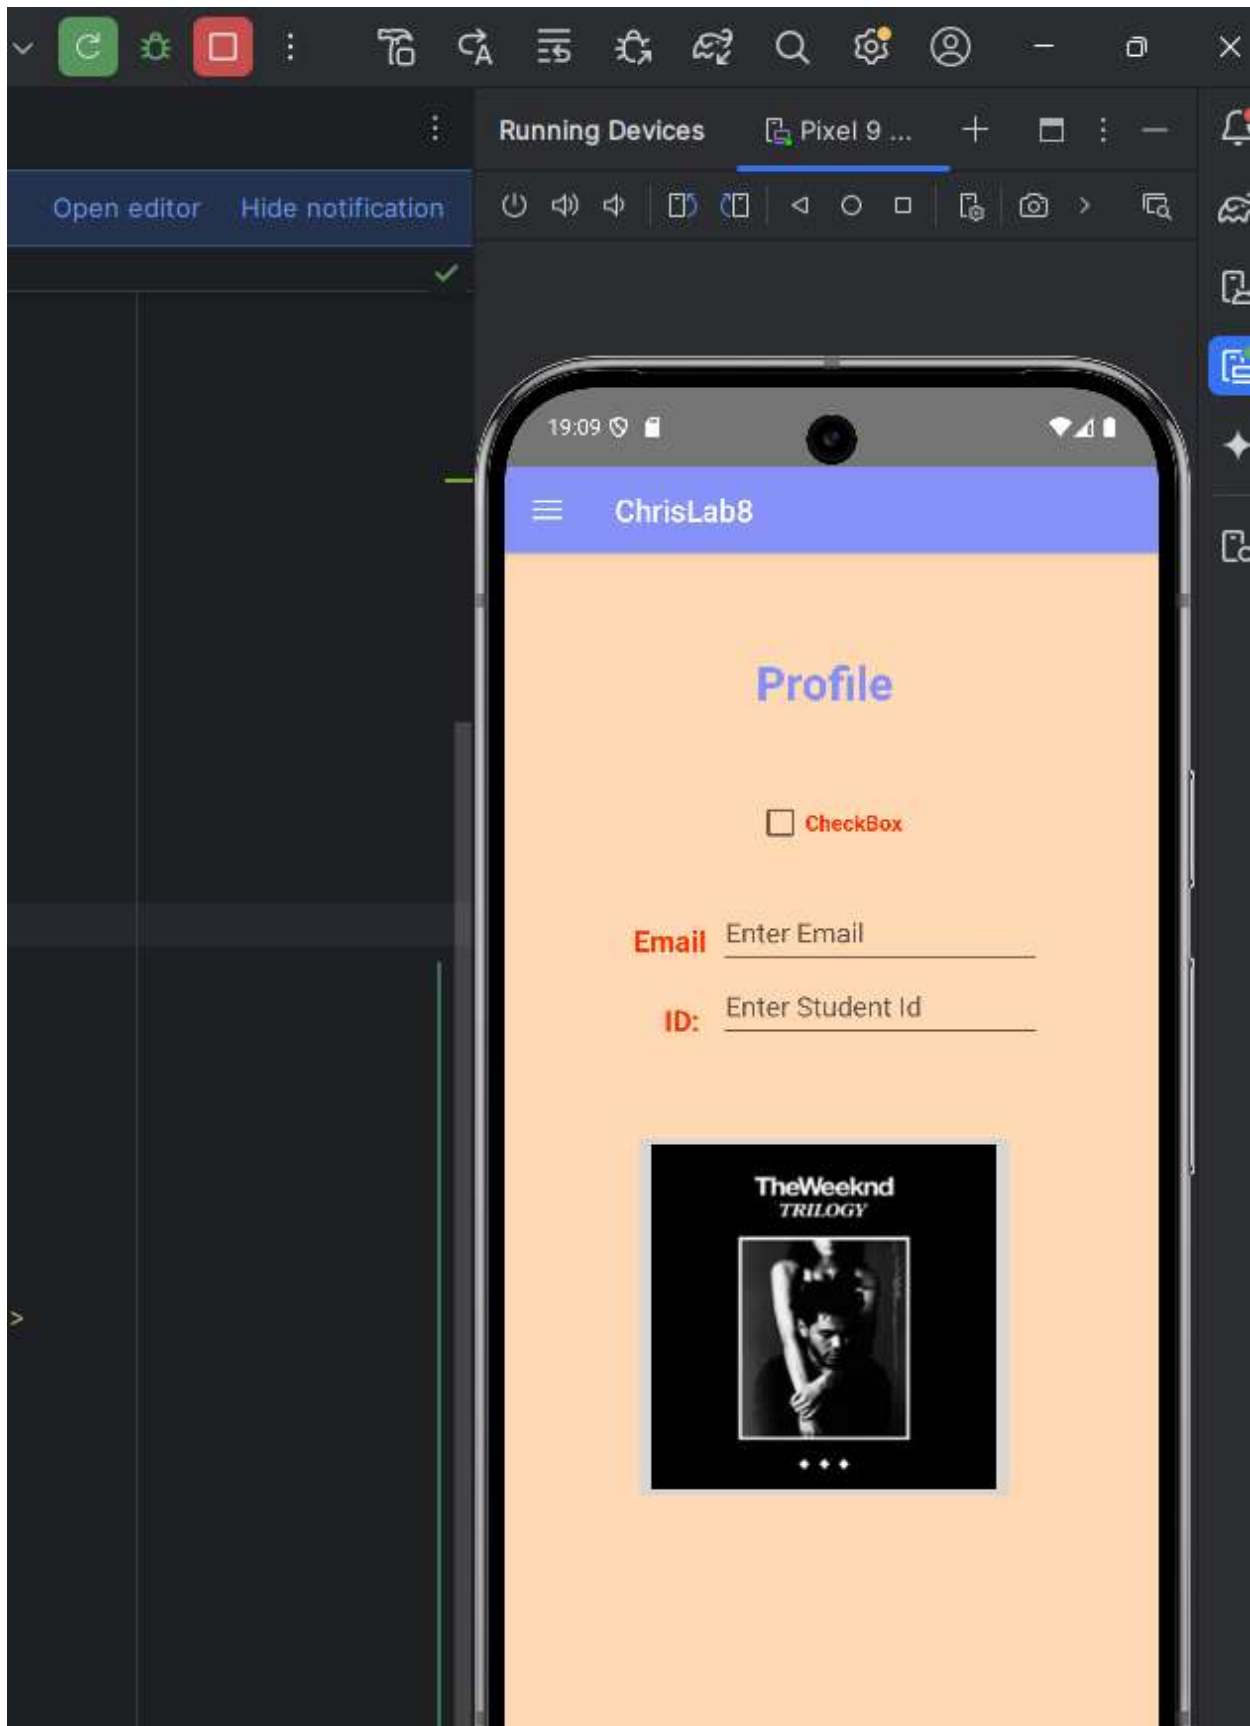 Running Devices
Pixel 9 ...
Open editor Hide notification
19:09
ChrisLab8
Profile
CheckBox
Email Enter Email
ID: Enter Student Id
TheWeeknd
TRILOGY
>